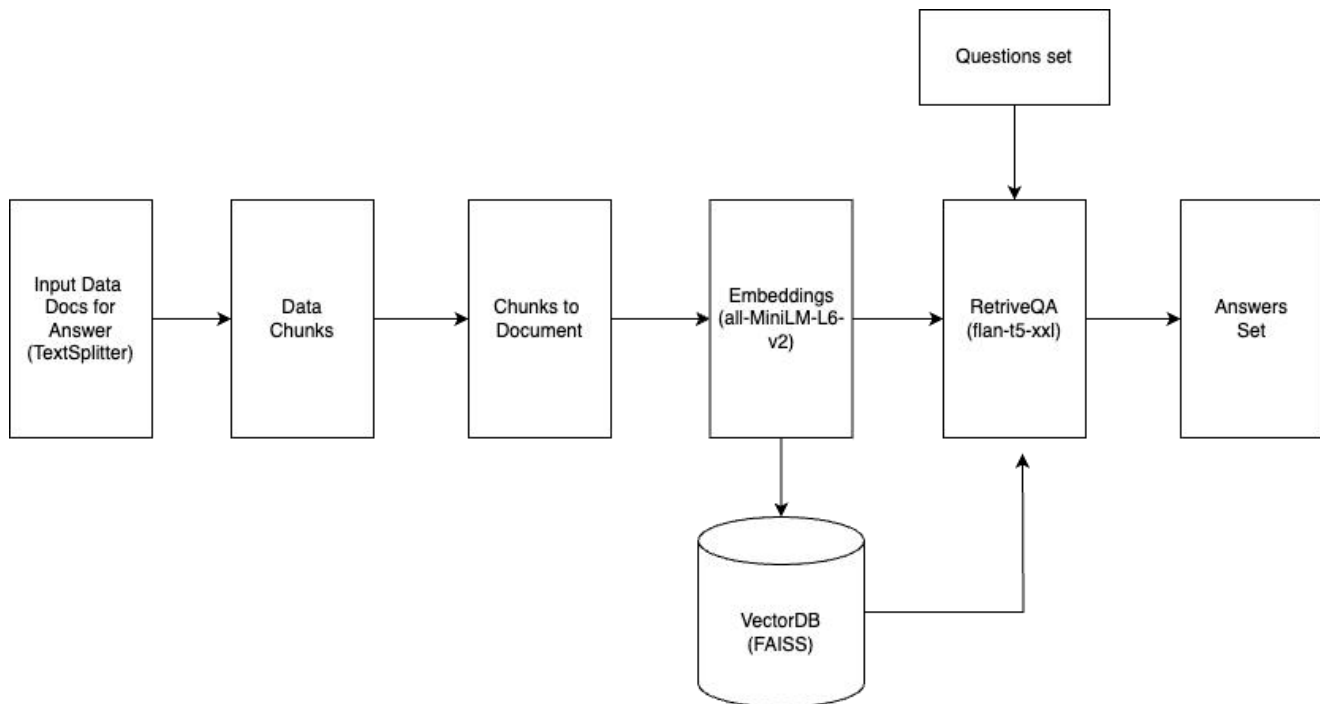 Questions set
Input Data
Docs for
Answer
(TextSplitter)
Data
Chunks
Chunks to
Document
Embeddings
(all-MiniLM-L6-
v2)
RetriveQA
(flan-t5-xxl)
Answers
Set
VectorDB
(FAISS)